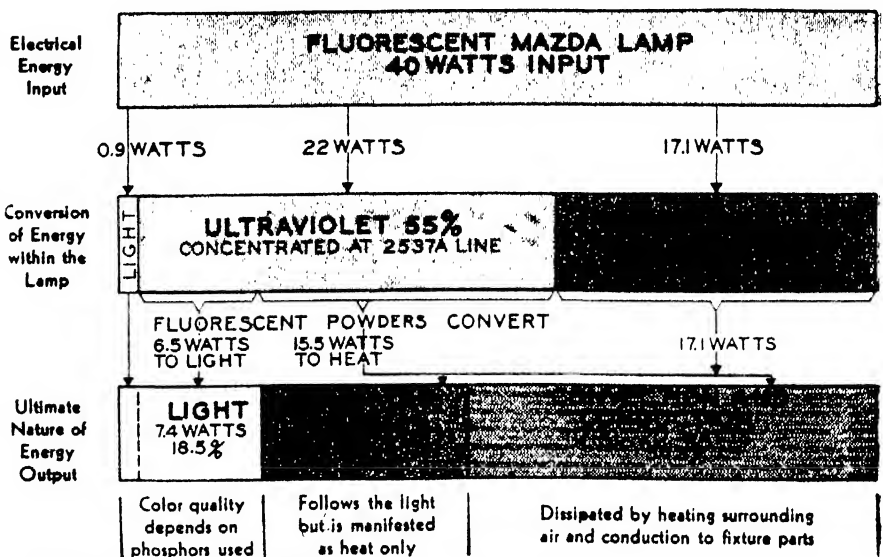 Electrical
Energy
Input
FLUORESCENT MAZDA LAMP
40 WATTS INPUT
0.9 WATTS
22 WATTS
17.1 WATTS
Conversion
of Energy
within the
Lamp
LIGHT
ULTRAVIOLET 55%
CONCENTRATED AT 2537A LINE
FLUORESCENT POWDERS CONVERT
6.5 WATTS
TO LIGHT
15.5 WATTS
TO HEAT
17.1 WATTS
Ultimate
Nature of
Energy
Output
LIGHT
7.4 WATTS
18.5%
Color quality
depends on
phosphors used
Follows the light
but is manifested
as heat only
Dissipated by heating surrounding
air and conduction to fixture parts